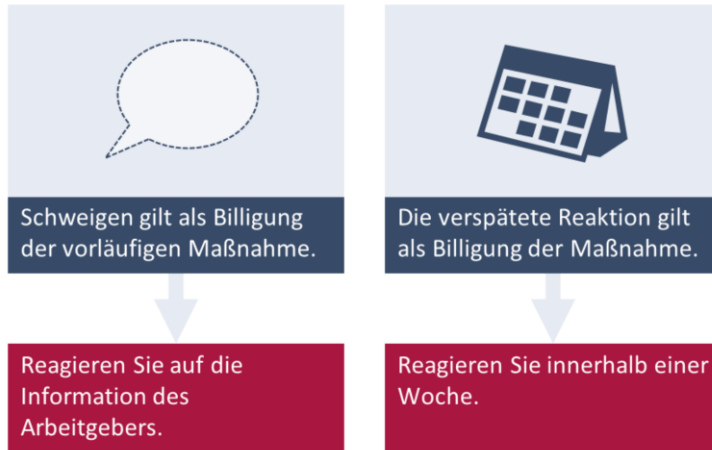 Schweigen gilt als Billigung
der vorläufigen Maßnahme.
Reagieren Sie auf die
Information des
Arbeitgebers.
Die verspätete Reaktion gilt
als Billigung der Maßnahme.
Reagieren Sie innerhalb einer
Woche.